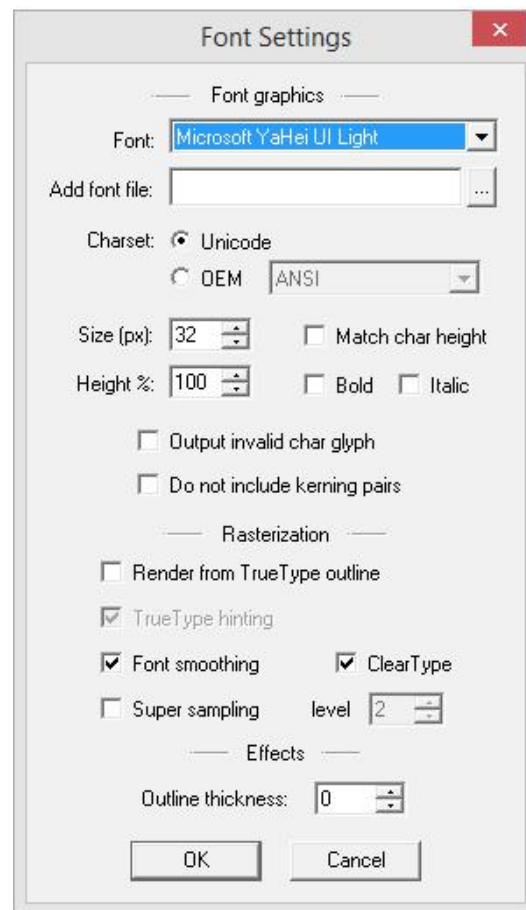 Font Settings
Font graphics
Font: Microsoft YaHei UI Light
Add font file: ...
Charset: Unicode
OEM ANSI
Size (px): 32 Match char height
Height %: 100 Bold Italic
Output invalid char glyph
Do not include kerning pairs
Rasterization
Render from TrueType outline
TrueType hinting
Font smoothing ClearType
Super sampling level 2
Effects
Outline thickness: 0
OK Cancel